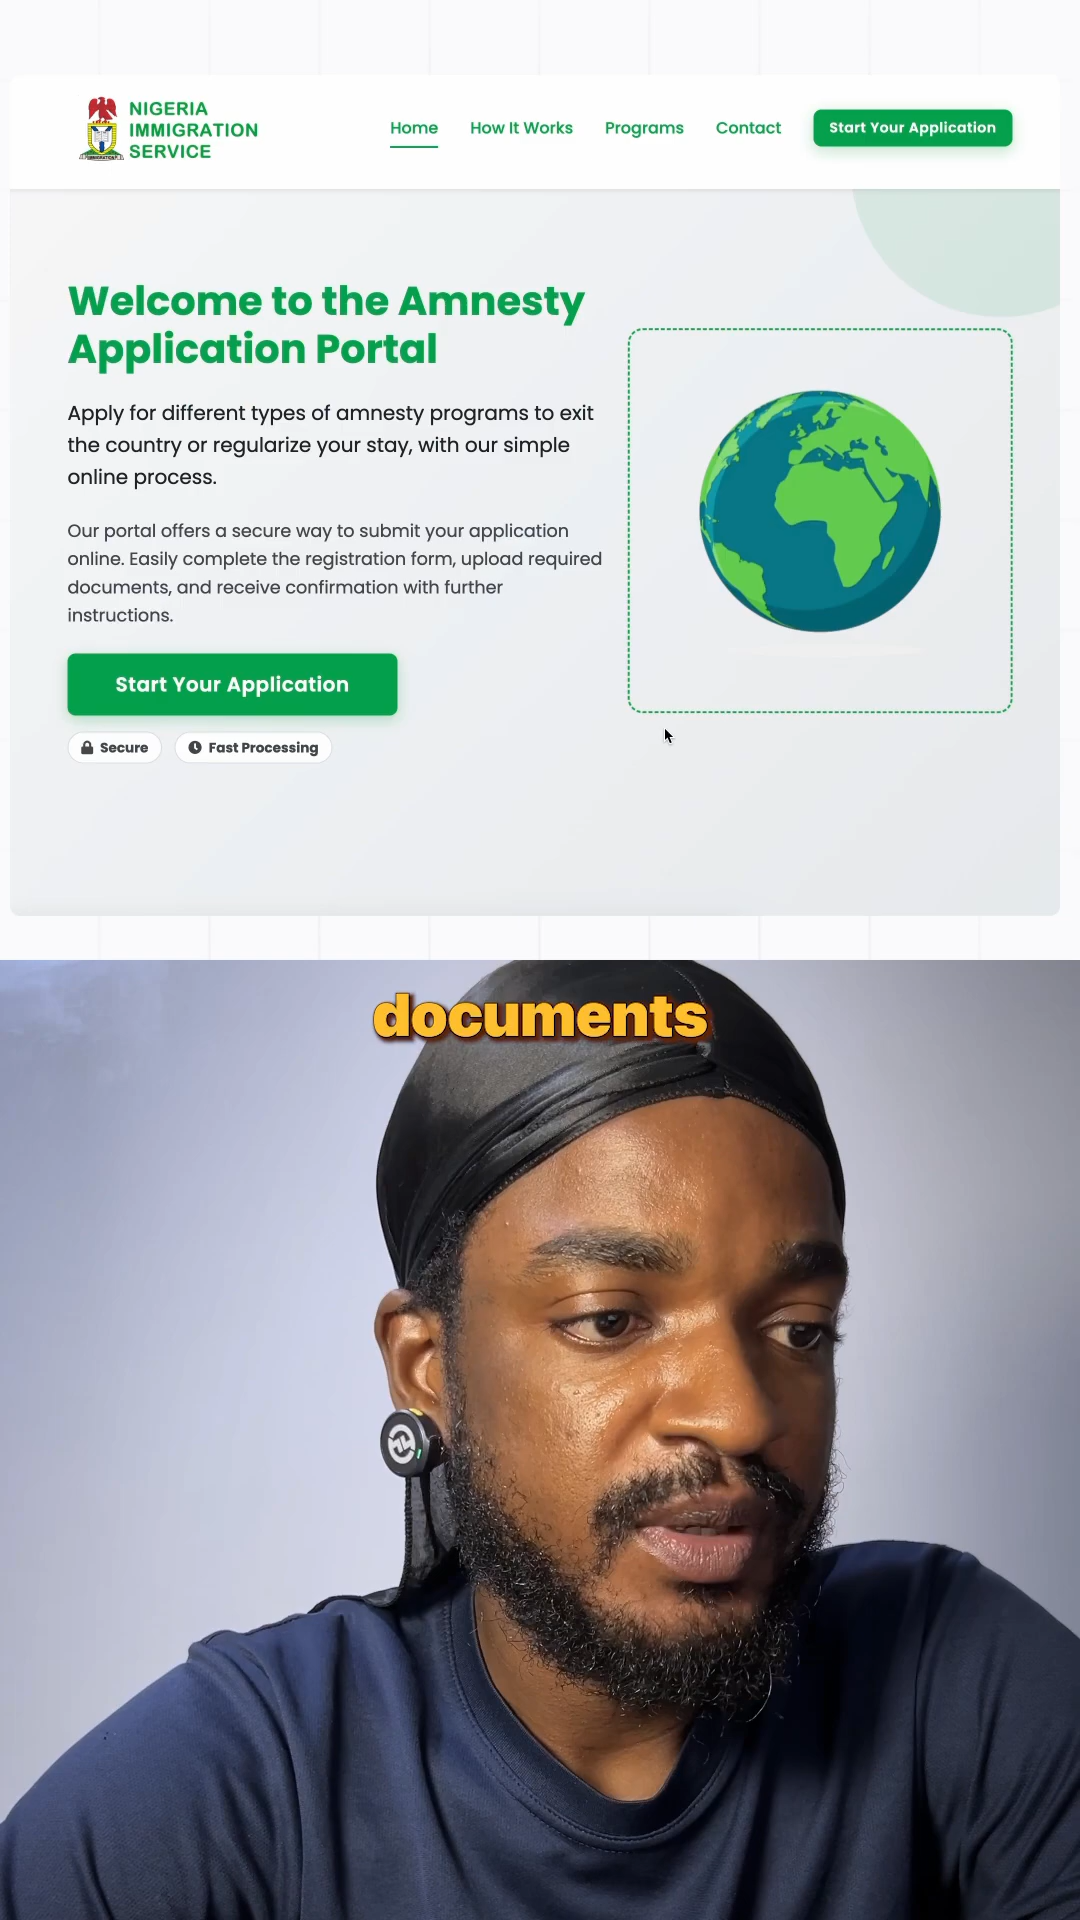 NIGERIA
IMMIGRATION
SERVICE
Home
How It Works
Programs
Contact
Start Your Application
Welcome to the Amnesty
Application Portal
Apply for different types of amnesty programs to exit
the country or regularize your stay, with our simple
online process.
Our portal offers a secure way to submit your application
online. Easily complete the registration form, upload required
documents, and receive confirmation with further
instructions.
Start Your Application
Secure
Fast Processing
documents